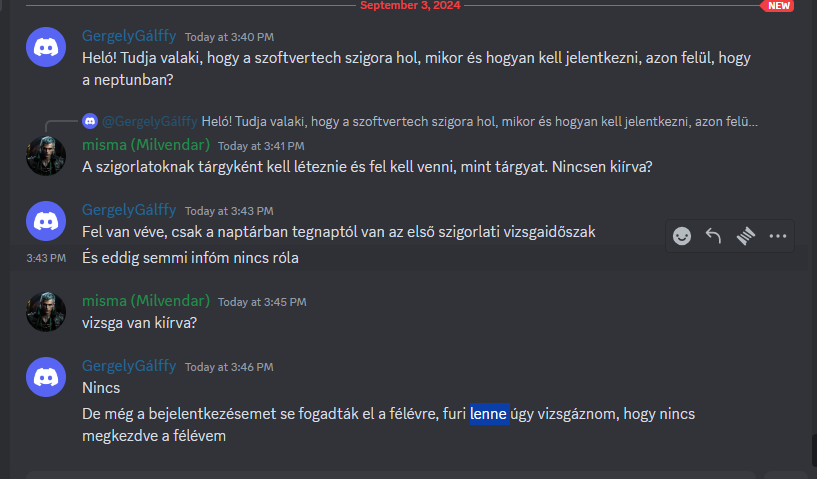 September 3, 2024
NEW
GergelyGálffy Today at 3:40 PM
Heló! Tudja valaki, hogy a szoftvertech szigora hol, mikor és hogyan kell jelentkezni, azon felül, hogy
a neptunban?
@GergelyGálffy Heló! Tudja valaki, hogy a szoftvertech szigora hol, mikor és hogyan kell jelentkezni, azon felü...
misma (Milvendar) Today at 3:41 PM
A szigorlatoknak tárgyként kell léteznie és fel kell venni, mint tárgyat. Nincsen kiírva?
GergelyGálffy Today at 3:43 PM
Fel van véve, csak a naptárban tegnaptól van az első szigorlati vizsgaidőszak
3:43 PM És eddig semmi infóm nincs róla
misma (Milvendar) Today at 3:45 PM
vizsga van kiírva?
GergelyGálffy Today at 3:46 PM
Nincs
De még a bejelentkezésemet se fogadták el a félévre, furi lenne úgy vizsgáznom, hogy nincs
megkezdve a félévem